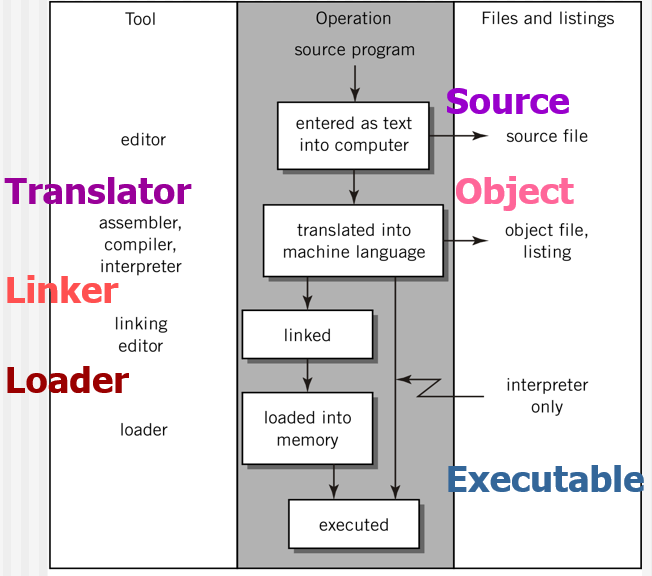 Tool
Operation
Files and listings
source program
Source
entered as text
into computer
editor
source file
Translator
Object
assembler,
compiler,
interpreter
translated into
machine language
object file,
listing
Linker
linking
editor
linked
Loader
interpreter
only
loader
loaded into
memory
Executable
executed